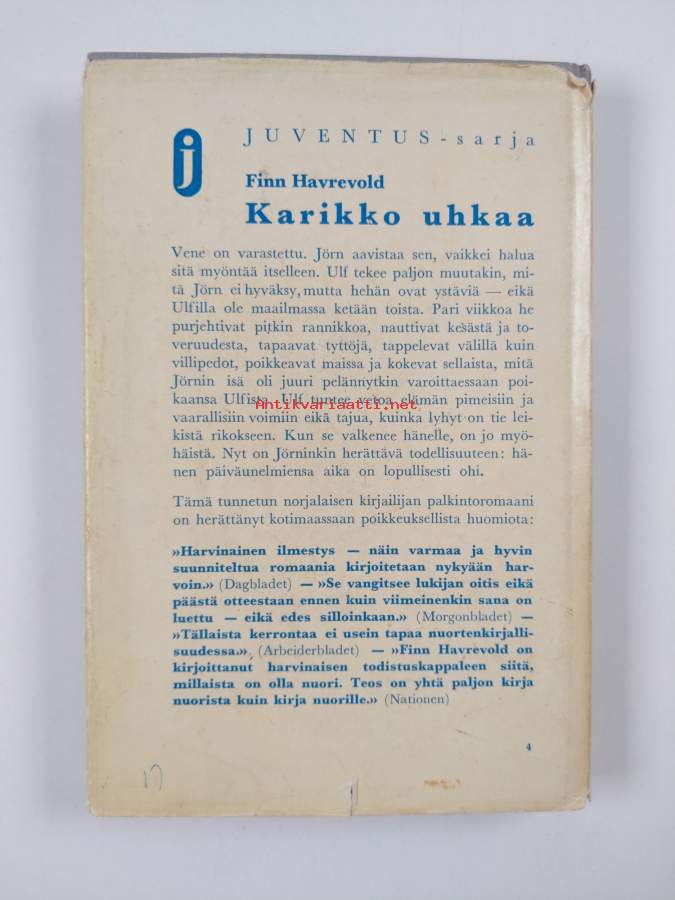 j
JUVENTUS-sarja
Finn Havrevold
Karikko uhkaa
Vene on varastettu. Jörn aavistaa sen, vaikkei halua
sitä myöntää itselleen. Ulf tekee paljon muutakin, mi-
tä Jörn ei hyväksy, mutta hehän ovat ystäviä — eikä
Ulfilla ole maailmassa ketään toista. Pari viikkoa he
purjehtivat pitkin rannikkoa, nauttivat kesästä ja to-
veruudesta, tapaavat tyttöjä, tappelevat välillä kuin
villipedot, poikkeavat maissa ja kokevat sellaista, mitä
Jörnin isä oli juuri pelännytkin varoittaessaan poi-
kaansa Ulfista. Ulf tuntee vetoa elämän pimeisiin ja
Antikvariaatti.net
vaarallisiin voimiin eikä tajua, kuinka lyhyt on tie lei-
kistä rikokseen. Kun se valkenee hänelle, on jo myö-
häistä. Nyt on Jörninkin herättävä todellisuuteen: hä-
nen päiväunelmiensa aika on lopullisesti ohi.
Tämä tunnetun norjalaisen kirjailijan palkintoromaani
on herättänyt kotimaassaan poikkeuksellista huomiota:
»Harvinainen ilmestys — näin varmaa ja hyvin
suunniteltua romaania kirjoitetaan nykyään har-
voin.» (Dagbladet) — »Se vangitsee lukijan oitis eikä
päästä otteestaan ennen kuin viimeinenkin sana on
luettu — eikä edes silloinkaan.» (Morgonbladet) —
»Tällaista kerrontaa ei usein tapaa nuortenkirjalli-
suudessa.» (Arbeiderbladet) — »Finn Havrevold on
kirjoittanut harvinaisen todistuskappaleen siitä,
millaista on olla nuori. Teos on yhtä paljon kirja
nuorista kuin kirja nuorille.» (Nationen)
4